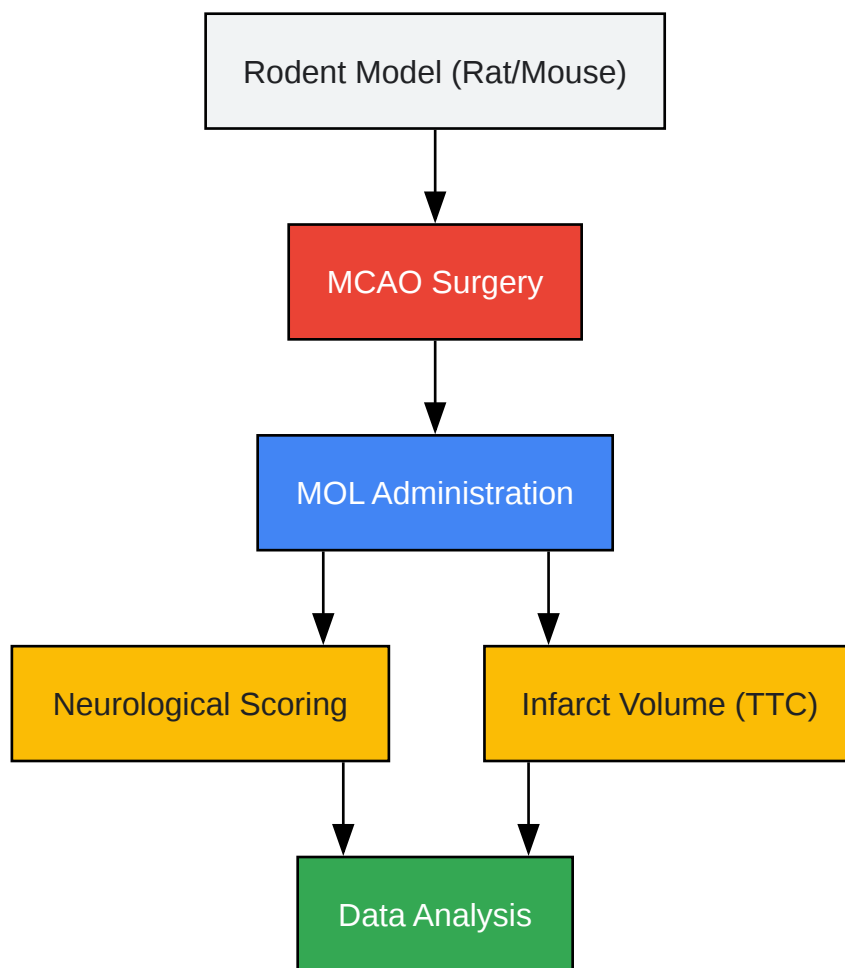 Rodent Model (Rat/Mouse)
MCAO Surgery
MOL Administration
Neurological Scoring
Infarct Volume (TTC)
Data Analysis